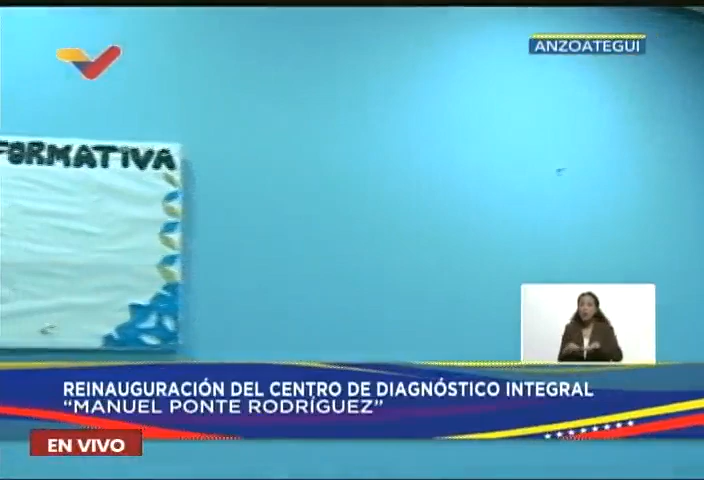 ANZOATEGUI
FORMATIVA
REINAUGURACIÓN DEL CENTRO DE DIAGNÓSTICO INTEGRAL
“MANUEL PONTE RODRÍGUEZ”
EN VIVO